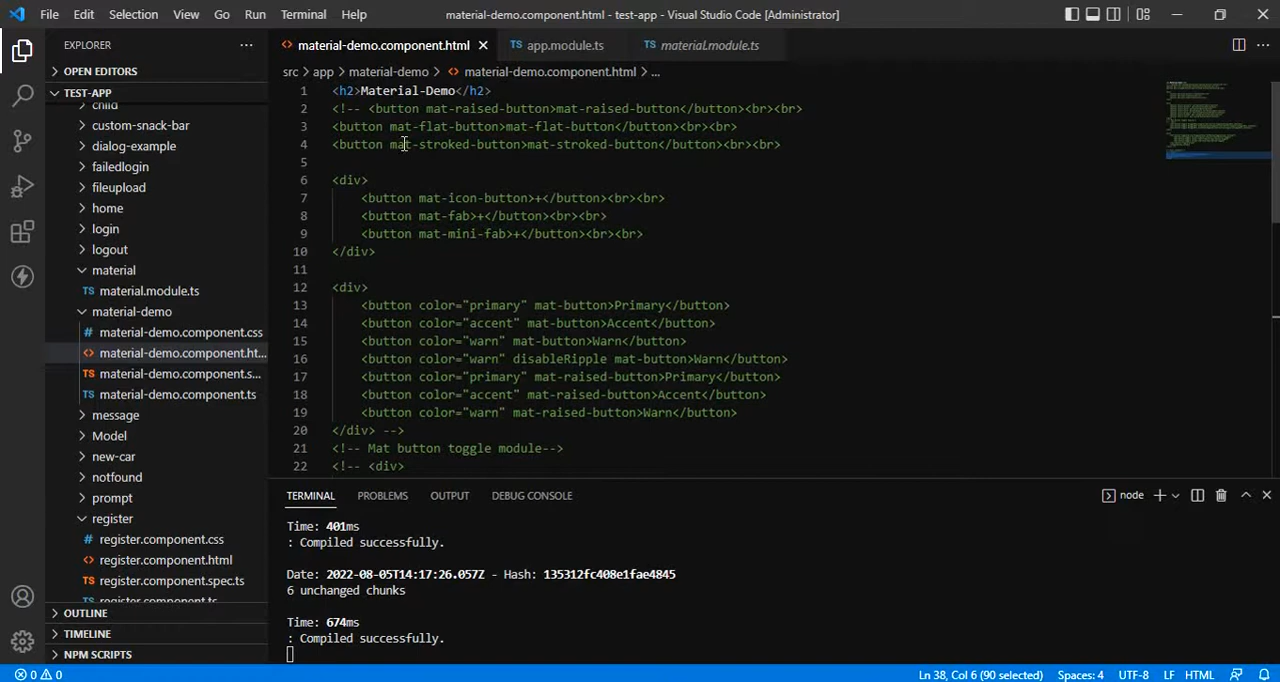 File Edit Selection View Go Run Terminal Help material-demo.component.html - test-app - Visual Studio Code [Administrator]
EXPLORER
OPEN EDITORS
TEST-APP
child
custom-snack-bar
dialog-example
failedlogin
fileupload
home
login
logout
material
TS material.module.ts
material-demo
# material-demo.component.css
<> material-demo.component.ht...
TS material-demo.component.s...
TS material-demo.component.ts
message
Model
new-car
notfound
prompt
register
# register.component.css
<> register.component.html
TS register.component.spec.ts
TS register.component.ts
OUTLINE
TIMELINE
NPM SCRIPTS
<> material-demo.component.html TS app.module.ts TS material.module.ts
src > app > material-demo > <> material-demo.component.html > ...
1 <h2>Material-Demo</h2>
2 <!-- <button mat-raised-button>mat-raised-button</button><br><br>
3 <button mat-flat-button>mat-flat-button</button><br><br>
4 <button mat-stroked-button>mat-stroked-button</button><br><br>
5
6 <div>
7 <button mat-icon-button>+</button><br><br>
8 <button mat-fab>+</button><br><br>
9 <button mat-mini-fab>+</button><br><br>
10 </div>
11
12 <div>
13 <button color="primary" mat-button>Primary</button>
14 <button color="accent" mat-button>Accent</button>
15 <button color="warn" mat-button>Warn</button>
16 <button color="warn" disableRipple mat-button>Warn</button>
17 <button color="primary" mat-raised-button>Primary</button>
18 <button color="accent" mat-raised-button>Accent</button>
19 <button color="warn" mat-raised-button>Warn</button>
20 </div> -->
21 <!-- Mat button toggle module-->
22 <!-- <div>
TERMINAL PROBLEMS OUTPUT DEBUG CONSOLE node
Time: 401ms
: Compiled successfully.
Date: 2022-08-05T14:17:26.057Z - Hash: 135312fc408e1fae4845
6 unchanged chunks
Time: 674ms
: Compiled successfully.
0 0 Ln 38, Col 6 (90 selected) Spaces: 4 UTF-8 LF HTML